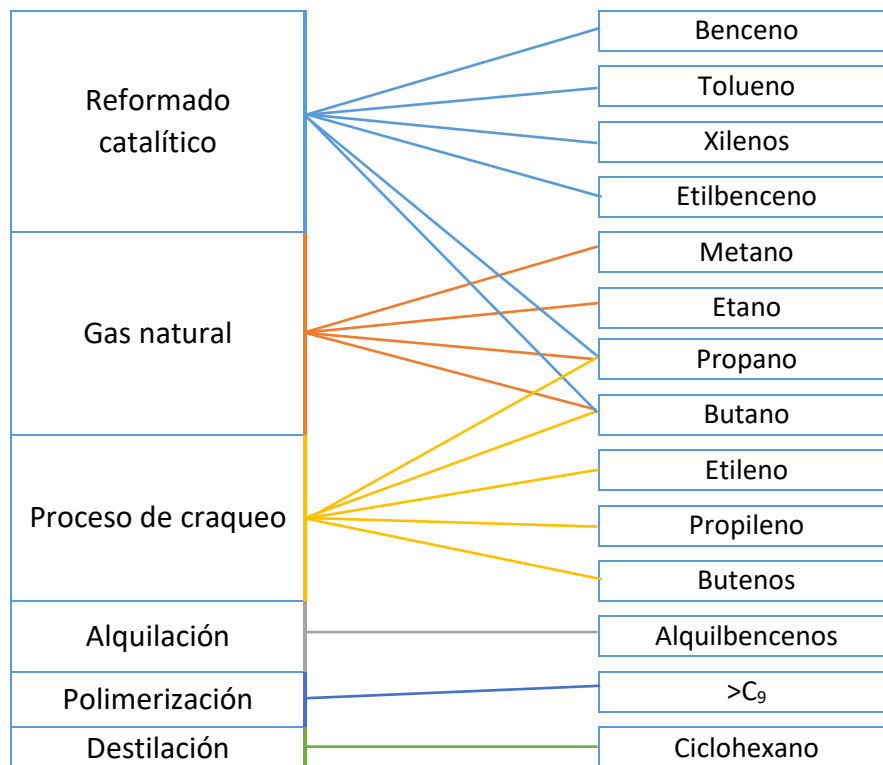 Reformado
catalítico
Gas natural
Proceso de craqueo
Alquilación
Polimerización
Destilación
Benceno
Tolueno
Xilenos
Etilbenceno
Metano
Etano
Propano
Butano
Etileno
Propileno
Butenos
Alquilbencenos
>C₉
Ciclohexano